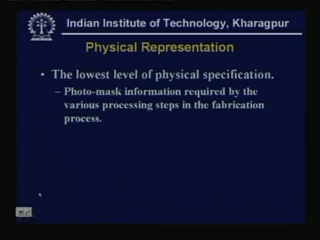 Indian Institute of Technology, Kharagpur
Physical Representation
• The lowest level of physical specification.
– Photo-mask information required by the
various processing steps in the fabrication
process.